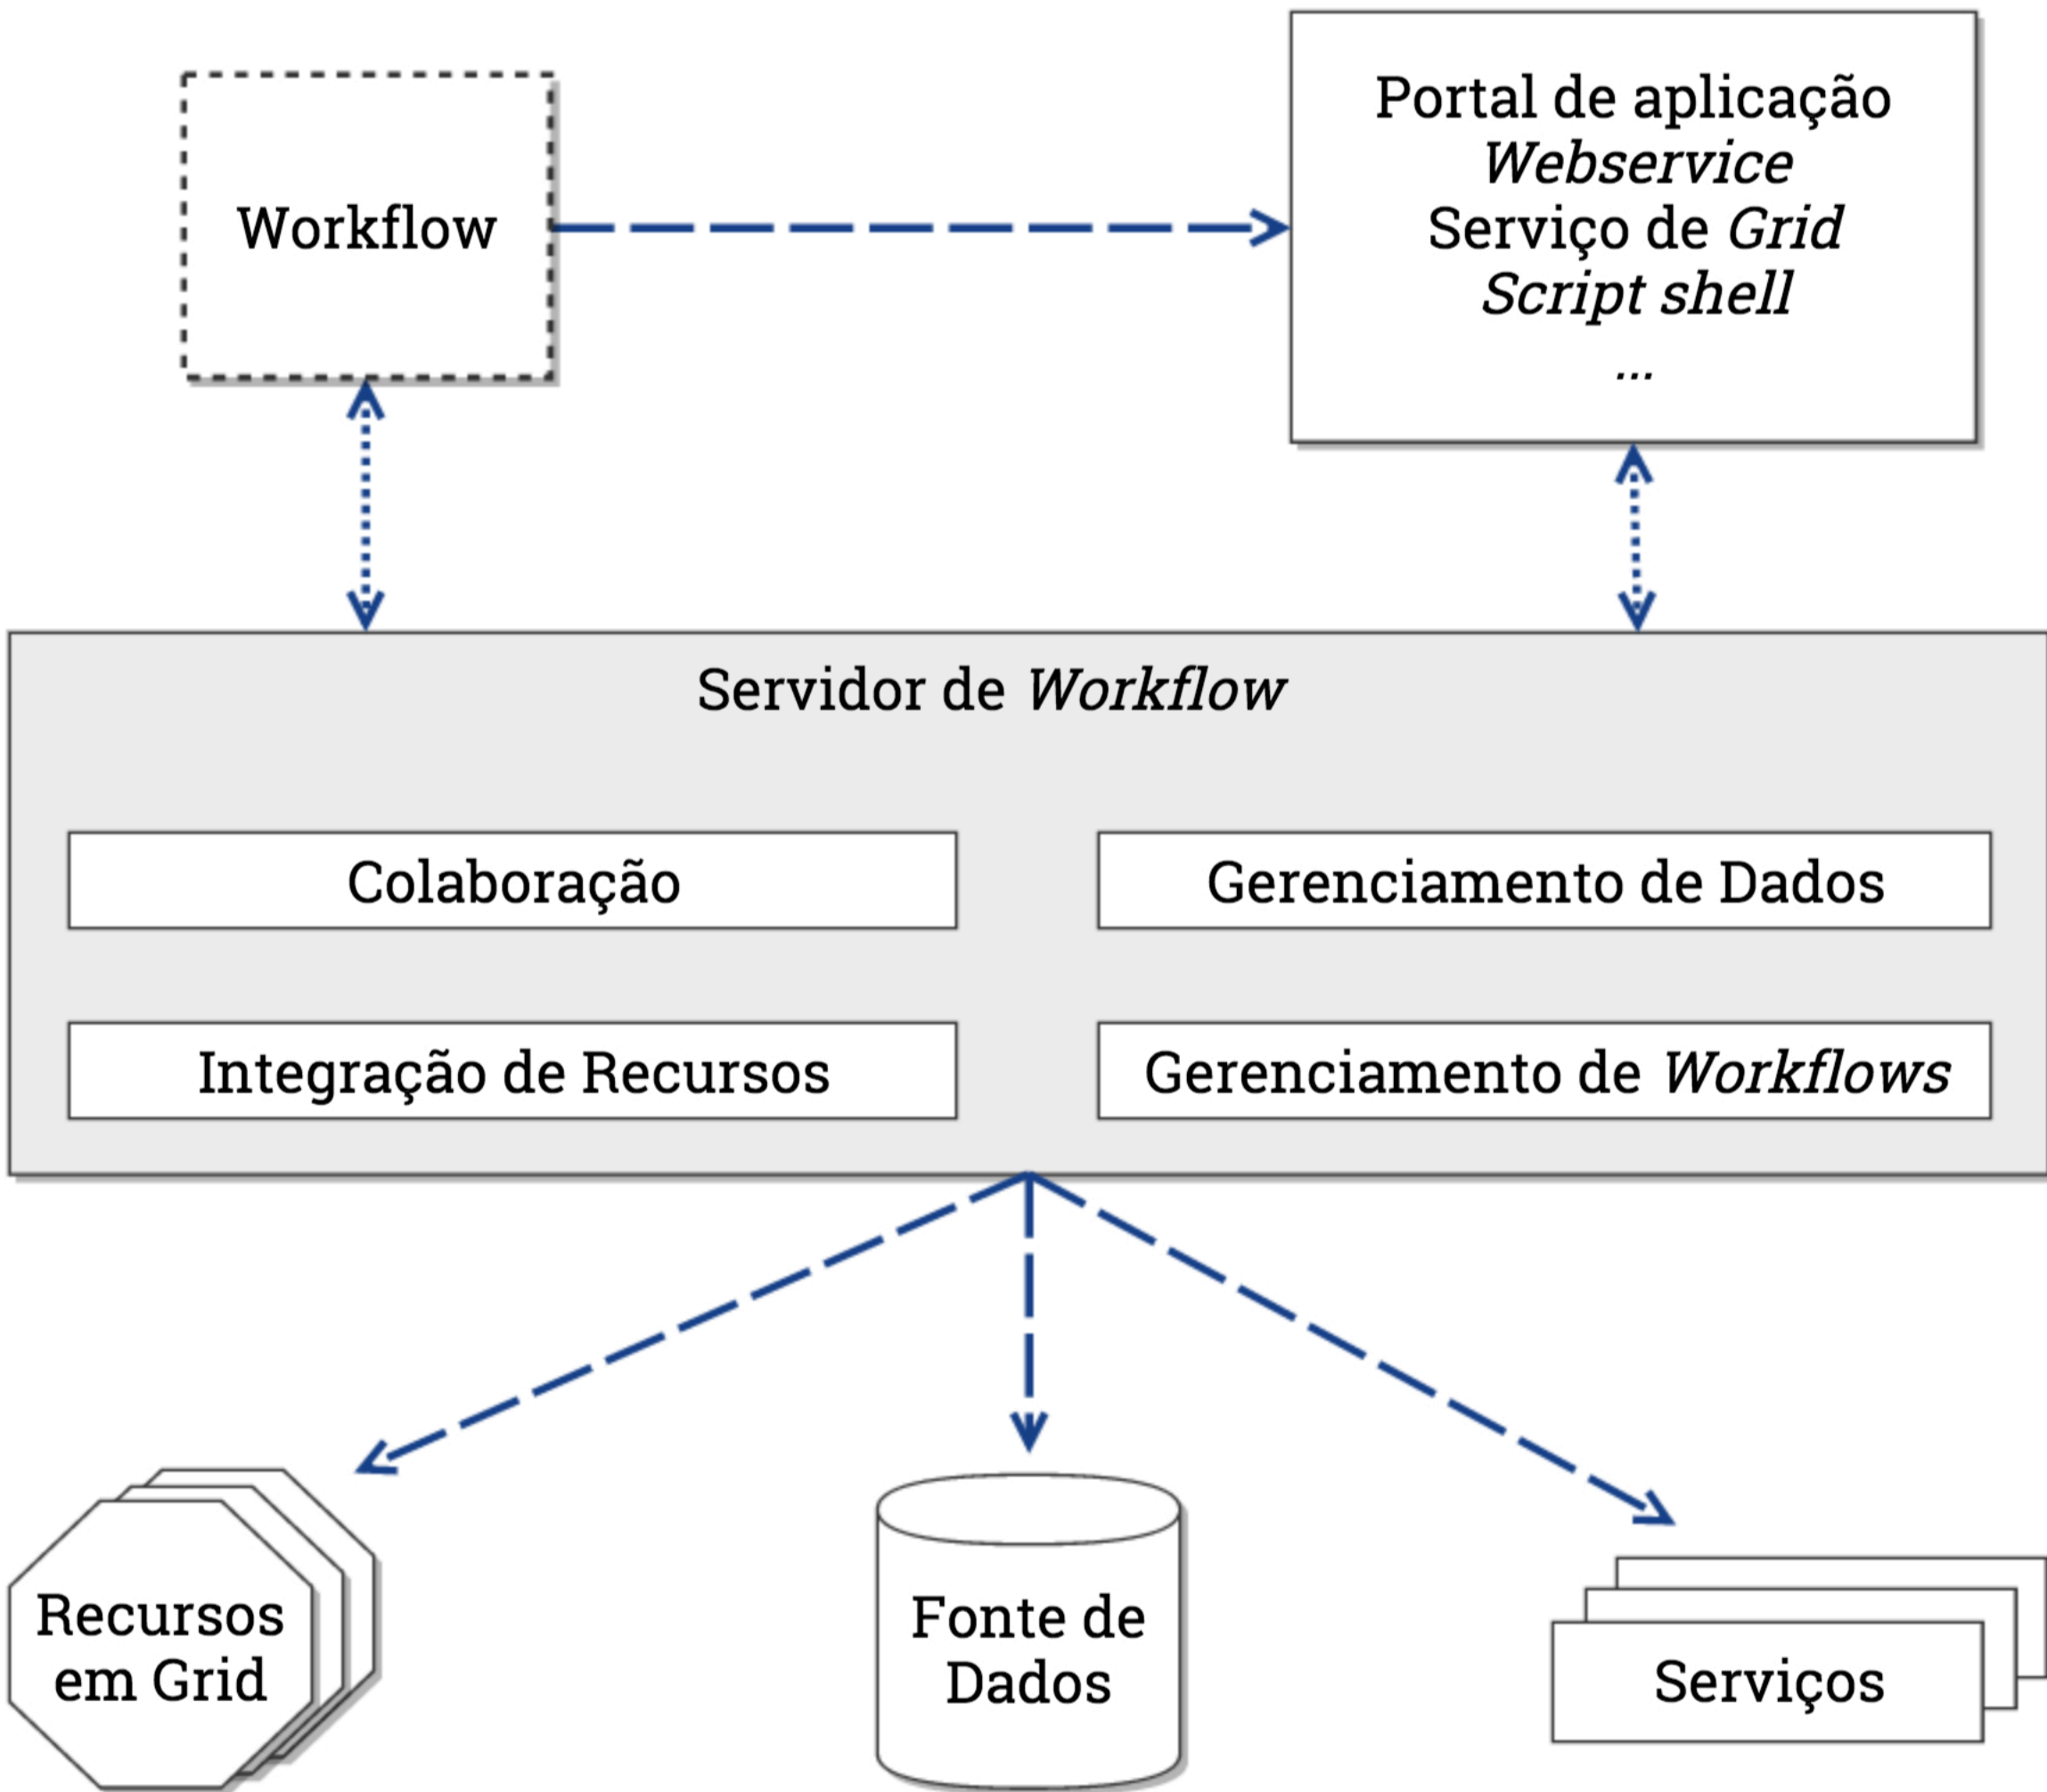 Workflow
Portal de aplicação
Webservice
Serviço de Grid
Script shell
...
Servidor de Workflow
Colaboração
Gerenciamento de Dados
Integração de Recursos
Gerenciamento de Workflows
Recursos
em Grid
Fonte de
Dados
Serviços